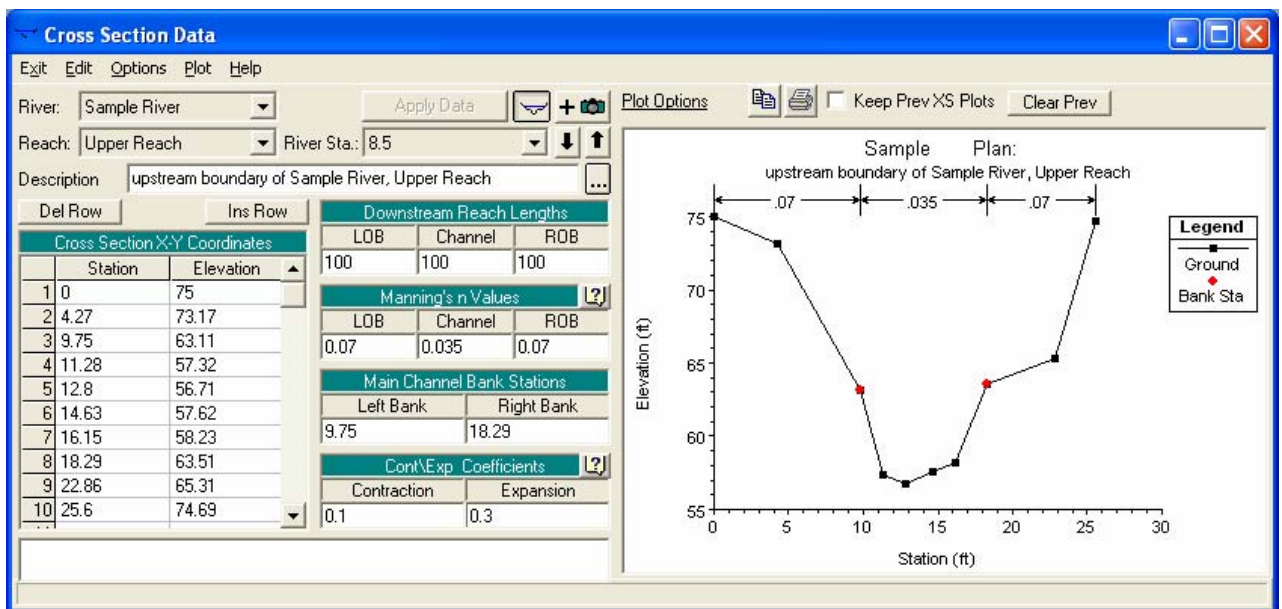 Cross Section Data
Exit Edit Options Plot Help
River: Sample River Apply Data
Reach: Upper Reach River Sta.: 8.5
Description upstream boundary of Sample River, Upper Reach ...
Del Row Ins Row
Cross Section X-Y Coordinates
Station Elevation
1 0 75
2 4.27 73.17
3 9.75 63.11
4 11.28 57.32
5 12.8 56.71
6 14.63 57.62
7 16.15 58.23
8 18.29 63.51
9 22.86 65.31
10 25.6 74.69
Downstream Reach Lengths
LOB Channel ROB
100 100 100
Manning's n Values
LOB Channel ROB
0.07 0.035 0.07
Main Channel Bank Stations
Left Bank Right Bank
9.75 18.29
Cont\Exp Coefficients
Contraction Expansion
0.1 0.3
Plot Options Keep Prev XS Plots Clear Prev
Sample Plan:
upstream boundary of Sample River, Upper Reach
.07 .035 .07
75
70
65
60
55
Elevation (ft)
0 5 10 15 20 25 30
Station (ft)
Legend
Ground
Bank Sta